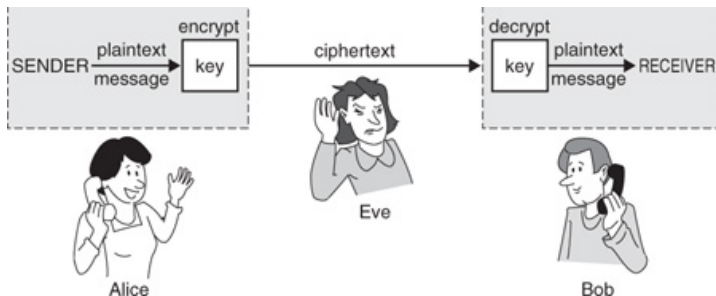 encrypt
decrypt
plaintext
ciphertext
plaintext
SENDER
key
key
RECEIVER
message
message
Eve
Alice
Bob